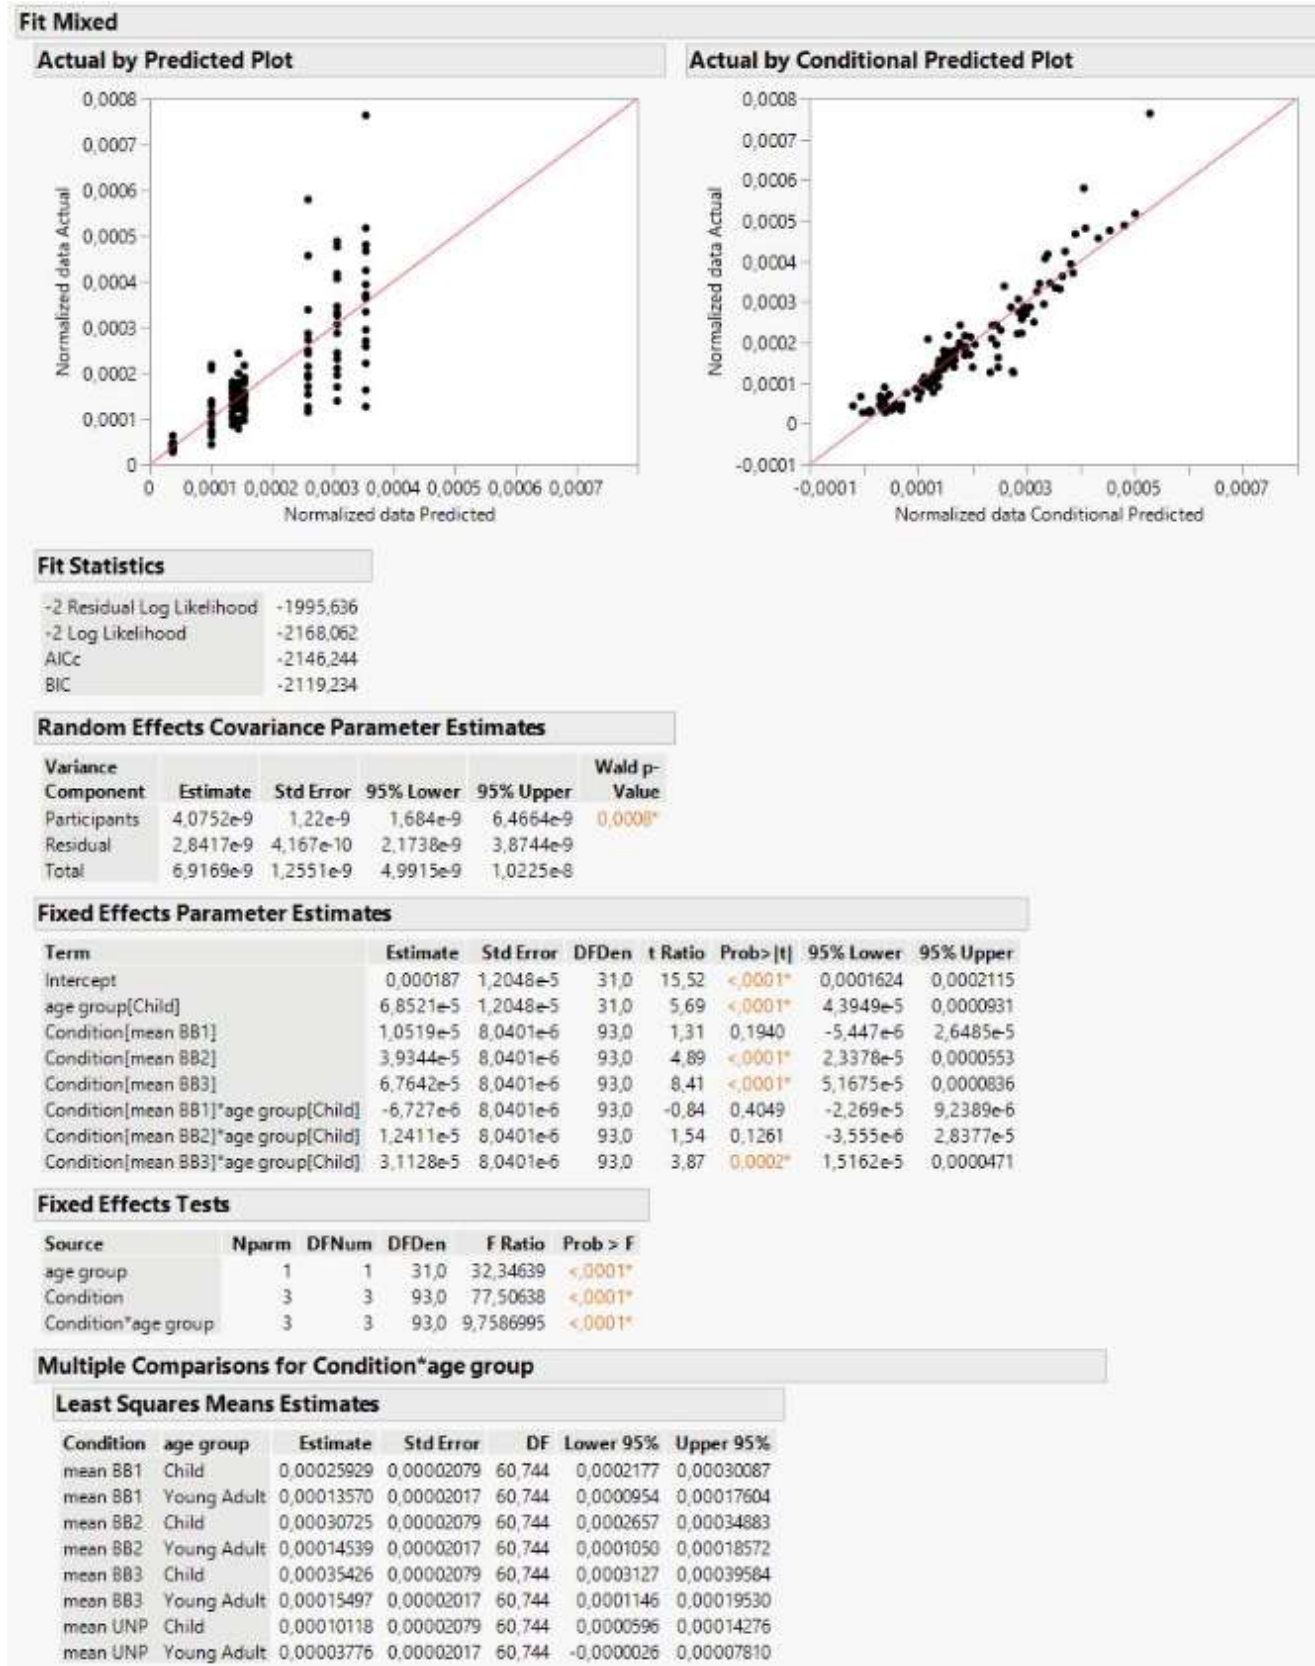 Fit Mixed
Actual by Predicted Plot
Actual by Conditional Predicted Plot
0,0008
0,0007
0,0006
0,0005
0,0004
0,0003
0,0002
0,0001
0
Normalized data Actual
0 0,0001 0,0002 0,0003 0,0004 0,0005 0,0006 0,0007
Normalized data Predicted
0,0008
0,0007
0,0006
0,0005
0,0004
0,0003
0,0002
0,0001
0
-0,0001
Normalized data Actual
-0,0001 0,0001 0,0003 0,0005 0,0007
Normalized data Conditional Predicted
Fit Statistics
-2 Residual Log Likelihood -1995,636
-2 Log Likelihood -2168,062
AICc -2146,244
BIC -2119,234
Random Effects Covariance Parameter Estimates
Variance Wald p-
Component Estimate Std Error 95% Lower 95% Upper Value
Participants 4,0752e-9 1,22e-9 1,684e-9 6,4664e-9 0,0008*
Residual 2,8417e-9 4,167e-10 2,1738e-9 3,8744e-9
Total 6,9169e-9 1,2551e-9 4,9915e-9 1,0225e-8
Fixed Effects Parameter Estimates
Term Estimate Std Error DFDen t Ratio Prob>|t| 95% Lower 95% Upper
Intercept 0,000187 1,2048e-5 31,0 15,52 <,0001* 0,0001624 0,0002115
age group[Child] 6,8521e-5 1,2048e-5 31,0 5,69 <,0001* 4,3949e-5 0,0000931
Condition[mean BB1] 1,0519e-5 8,0401e-6 93,0 1,31 0,1940 -5,447e-6 2,6485e-5
Condition[mean BB2] 3,9344e-5 8,0401e-6 93,0 4,89 <,0001* 2,3378e-5 0,0000553
Condition[mean BB3] 6,7642e-5 8,0401e-6 93,0 8,41 <,0001* 5,1675e-5 0,0000836
Condition[mean BB1]*age group[Child] -6,727e-6 8,0401e-6 93,0 -0,84 0,4049 -2,269e-5 9,2389e-6
Condition[mean BB2]*age group[Child] 1,2411e-5 8,0401e-6 93,0 1,54 0,1261 -3,555e-6 2,8377e-5
Condition[mean BB3]*age group[Child] 3,1128e-5 8,0401e-6 93,0 3,87 0,0002* 1,5162e-5 0,0000471
Fixed Effects Tests
Source Nparm DFNum DFDen F Ratio Prob > F
age group 1 1 31,0 32,34639 <,0001*
Condition 3 3 93,0 77,50638 <,0001*
Condition*age group 3 3 93,0 9,7586995 <,0001*
Multiple Comparisons for Condition*age group
Least Squares Means Estimates
Condition age group Estimate Std Error DF Lower 95% Upper 95%
mean BB1 Child 0,00025929 0,00002079 60,744 0,0002177 0,00030087
mean BB1 Young Adult 0,00013570 0,00002017 60,744 0,0000954 0,00017604
mean BB2 Child 0,00030725 0,00002079 60,744 0,0002657 0,00034883
mean BB2 Young Adult 0,00014539 0,00002017 60,744 0,0001050 0,00018572
mean BB3 Child 0,00035426 0,00002079 60,744 0,0003127 0,00039584
mean BB3 Young Adult 0,00015497 0,00002017 60,744 0,0001146 0,00019530
mean UNP Child 0,00010118 0,00002079 60,744 0,0000596 0,00014276
mean UNP Young Adult 0,00003776 0,00002017 60,744 -0,0000026 0,00007810